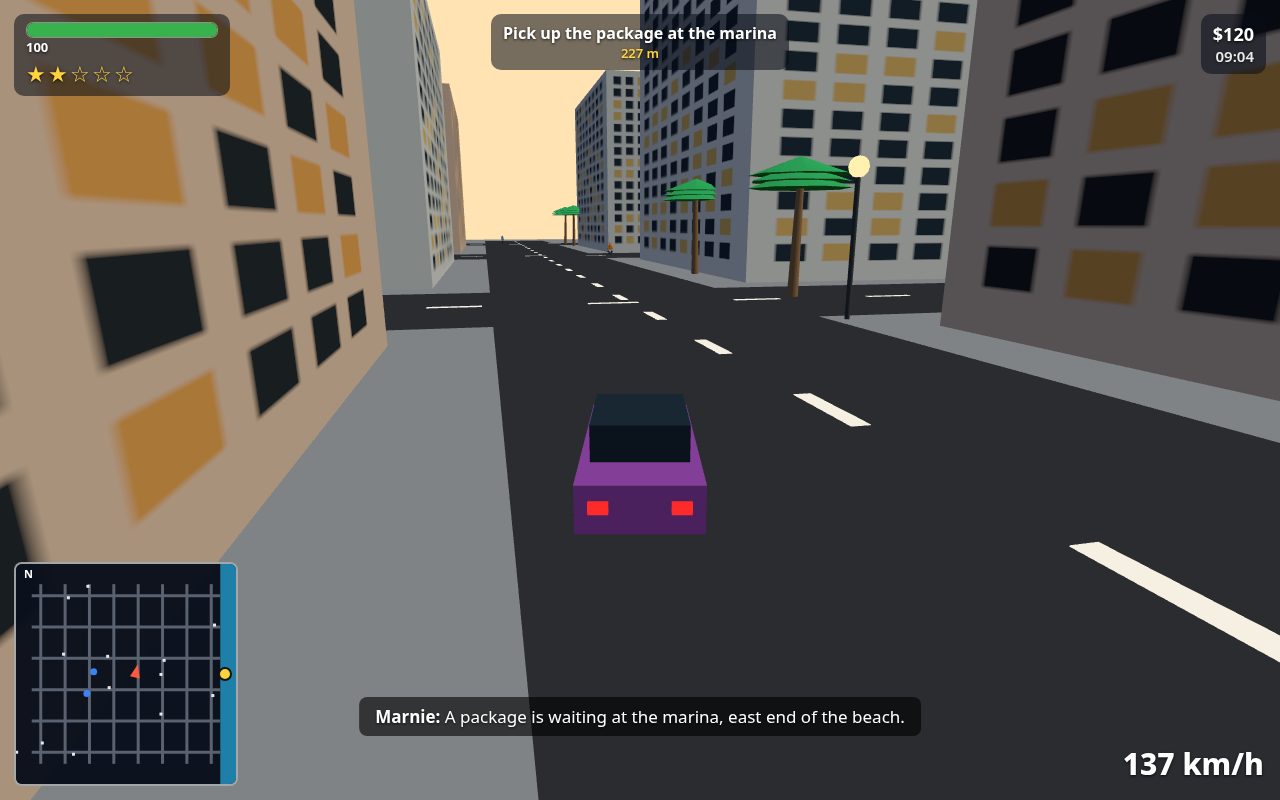 100
★★☆☆☆
Pick up the package at the marina
227 m
$120
09:04
N
Marnie: A package is waiting at the marina, east end of the beach.
137 km/h